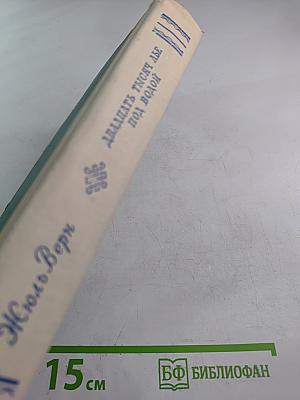 Жюль Верн
ДВАДЦАТЬ ТЫСЯЧ ЛЬЕ
ПОД ВОДОЙ
15 см
БФ БИБЛИОФАН